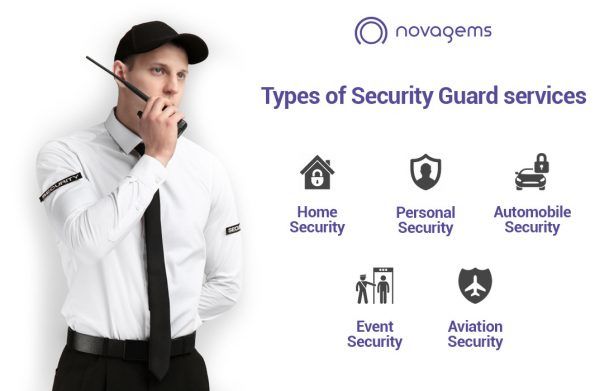 novagems
Types of Security Guard services
Home
Security
Personal
Security
Automobile
Security
Event
Security
Aviation
Security
SECURITY